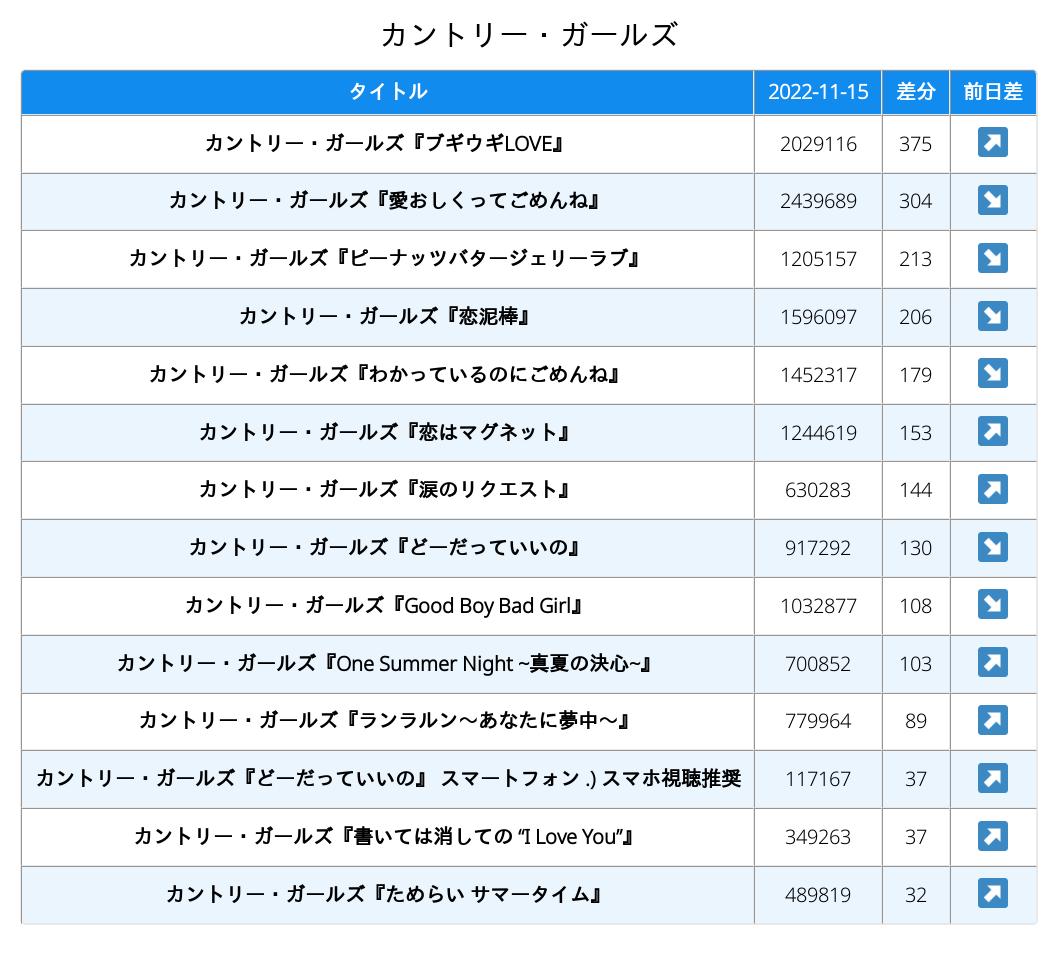 カントリー・ガールズ
タイトル 2022-11-15 差分 前日差
カントリー・ガールズ『ブギウギLOVE』 2029116 375 ↗
カントリー・ガールズ『愛おしくってごめんね』 2439689 304 ↘
カントリー・ガールズ『ピーナッツバタージェリーラブ』 1205157 213 ↘
カントリー・ガールズ『恋泥棒』 1596097 206 ↘
カントリー・ガールズ『わかっているのにごめんね』 1452317 179 ↘
カントリー・ガールズ『恋はマグネット』 1244619 153 ↗
カントリー・ガールズ『涙のリクエスト』 630283 144 ↗
カントリー・ガールズ『どーだっていいの』 917292 130 ↘
カントリー・ガールズ『Good Boy Bad Girl』 1032877 108 ↘
カントリー・ガールズ『One Summer Night ~真夏の決心~』 700852 103 ↗
カントリー・ガールズ『ランラルン～あなたに夢中～』 779964 89 ↗
カントリー・ガールズ『どーだっていいの』 スマートフォン .) スマホ視聴推奨 117167 37 ↗
カントリー・ガールズ『書いては消しての “I Love You”』 349263 37 ↗
カントリー・ガールズ『ためらい サマータイム』 489819 32 ↗